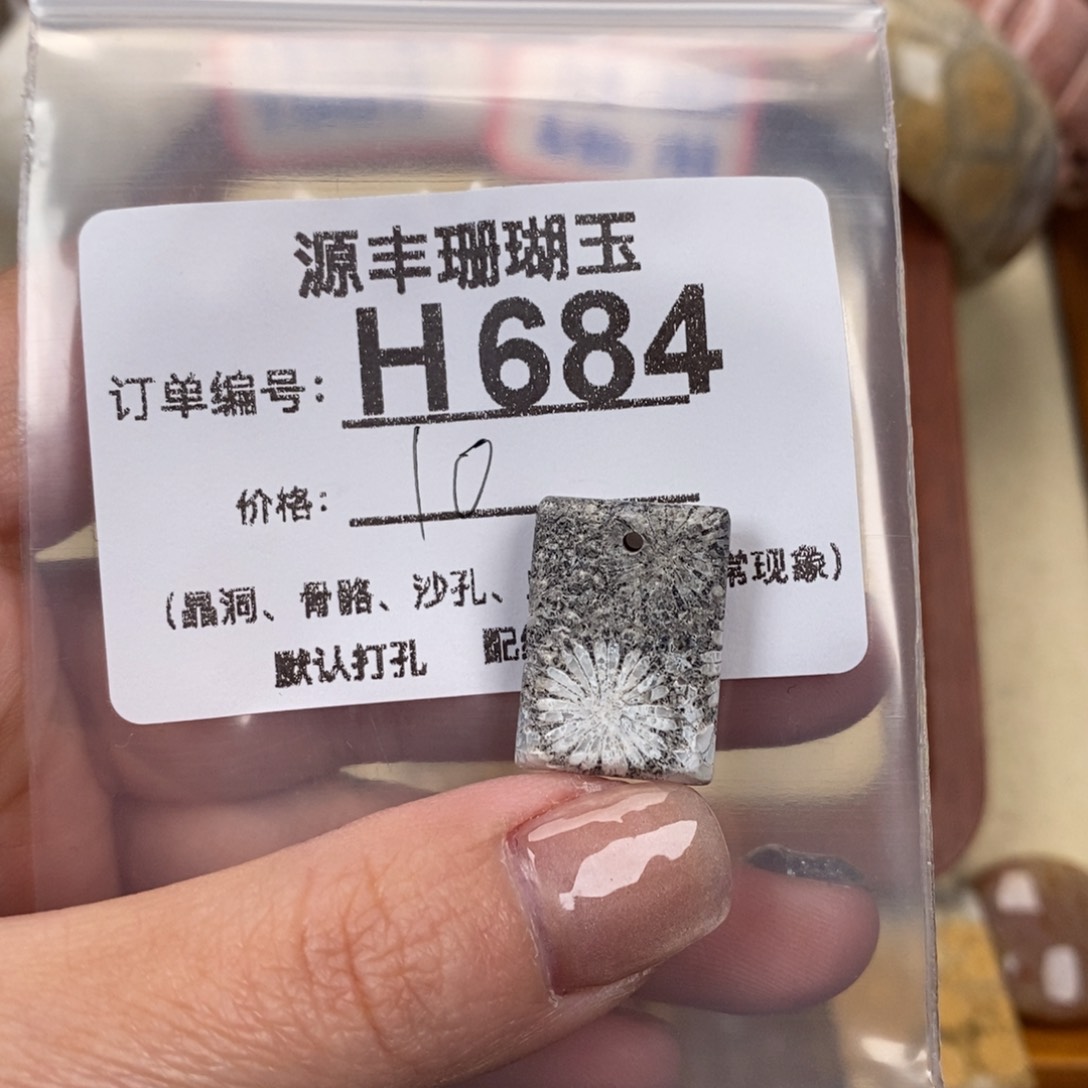 源丰珊瑚玉
订单编号: H684
价格: 10
(晶洞、骨骼、沙孔、常现象)
默认打孔 配